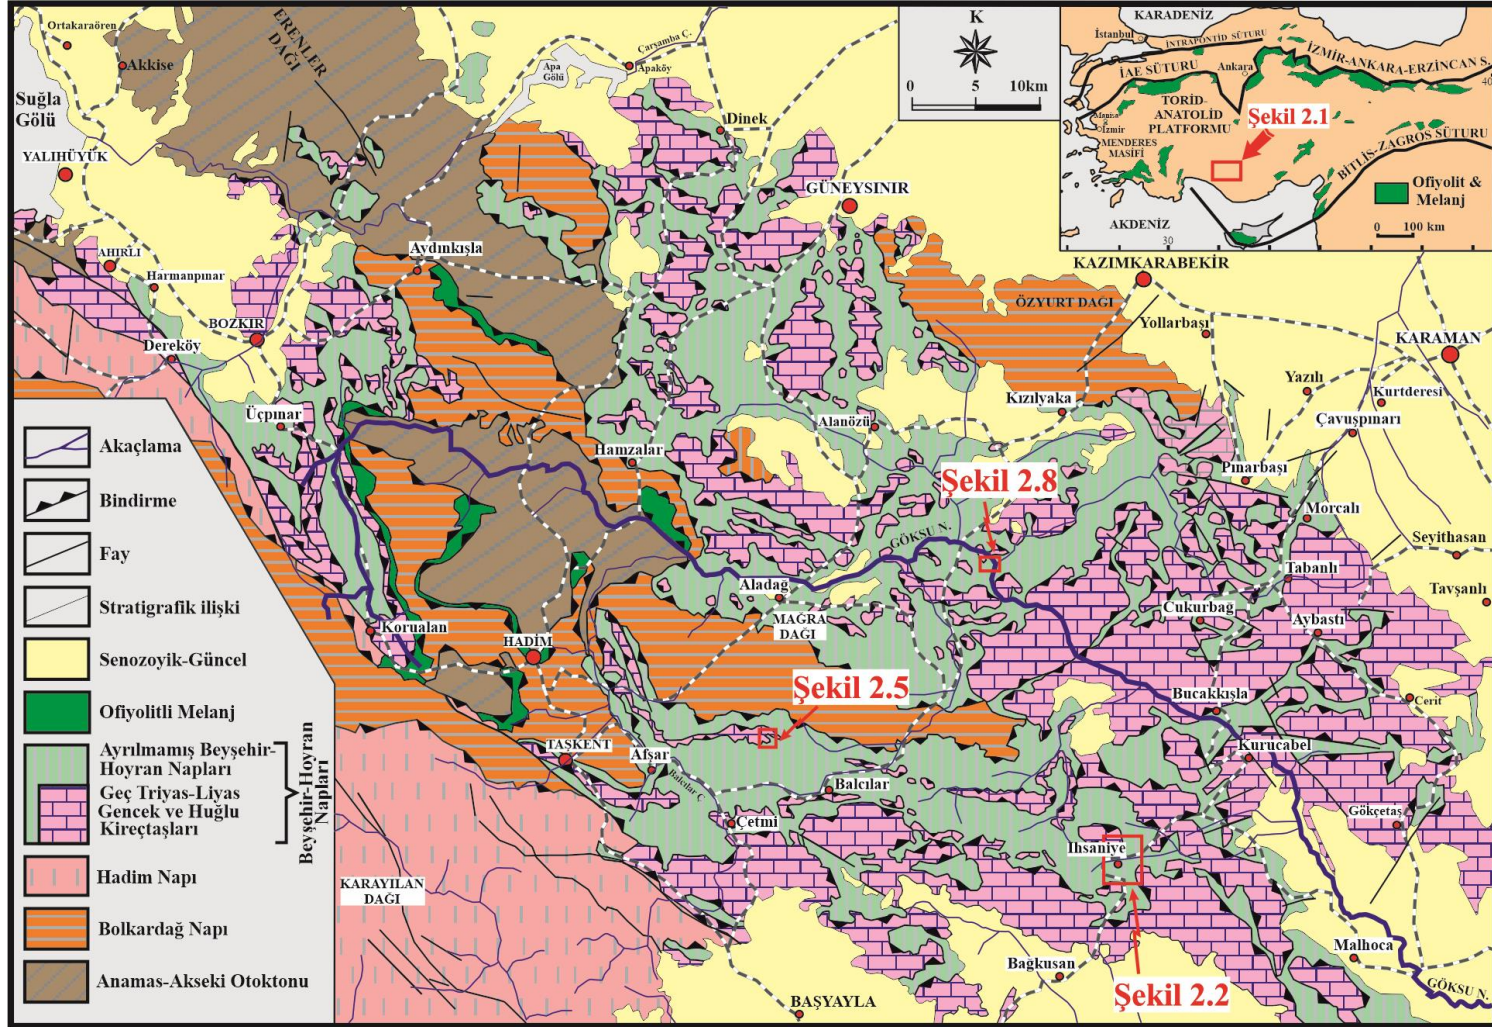 Ortakaraören
Akkise
ERENLER
DAĞI
Çarşamba Ç.
Apa
Gölü
Apaköy
Suğla
Gölü
YALIHÜYÜK
Dinek
GÜNEYSINIR
K
0 5 10km
KARADENİZ
İstanbul
İNTRAPONTİD SÜTURU
İAE SÜTURU
Ankara
İZMİR-ANKARA-ERZİNCAN S.
40
TORİD-
ANATOLİD
PLATFORMU
Şekil 2.1
Manisa
İzmir
MENDERES
MASİFİ
BİTLİS-ZAGROS SÜTURU
Ofiyolit &
Melanj
AKDENİZ
30
0 100 km
AHIRLI
Harmanpınar
Aydınkışla
BOZKIR
Dereköy
KAZIMKARABEKİR
ÖZYURT DAĞI
Yollarbaşı
KARAMAN
Yazılı
Kurtderesi
Çavuşpınarı
Kızılyaka
Alanözü
Üçpınar
Hamzalar
Pınarbaşı
Şekil 2.8
Morcalı
GÖKSU N.
Seyithasan
Tabanlı
Tavşanlı
Aladağ
Cukurbağ
Aybastı
MAĞRA
DAĞI
Korualan
HADİM
Şekil 2.5
Bucakkışla
Cerit
Kurucabel
TAŞKENT
Afşar
Balcılar Ç
Balcılar
Çetmi
Gökçetaş
Ihsaniye
KARAYILAN
DAĞI
Malhoca
Bağkusan
Şekil 2.2
BAŞYAYLA
GÖKSU N.
Akaçlama
Bindirme
Fay
Stratigrafik ilişki
Senozoyik-Güncel
Ofiyolitli Melanj
Ayrılmamış Beyşehir-
Hoyran Napları
Geç Triyas-Liyas
Gencek ve Huğlu
Kireçtaşları
Beyşehir-Hoyran
Napları
Hadim Napı
Bolkardağ Napı
Anamas-Akseki Otoktonu